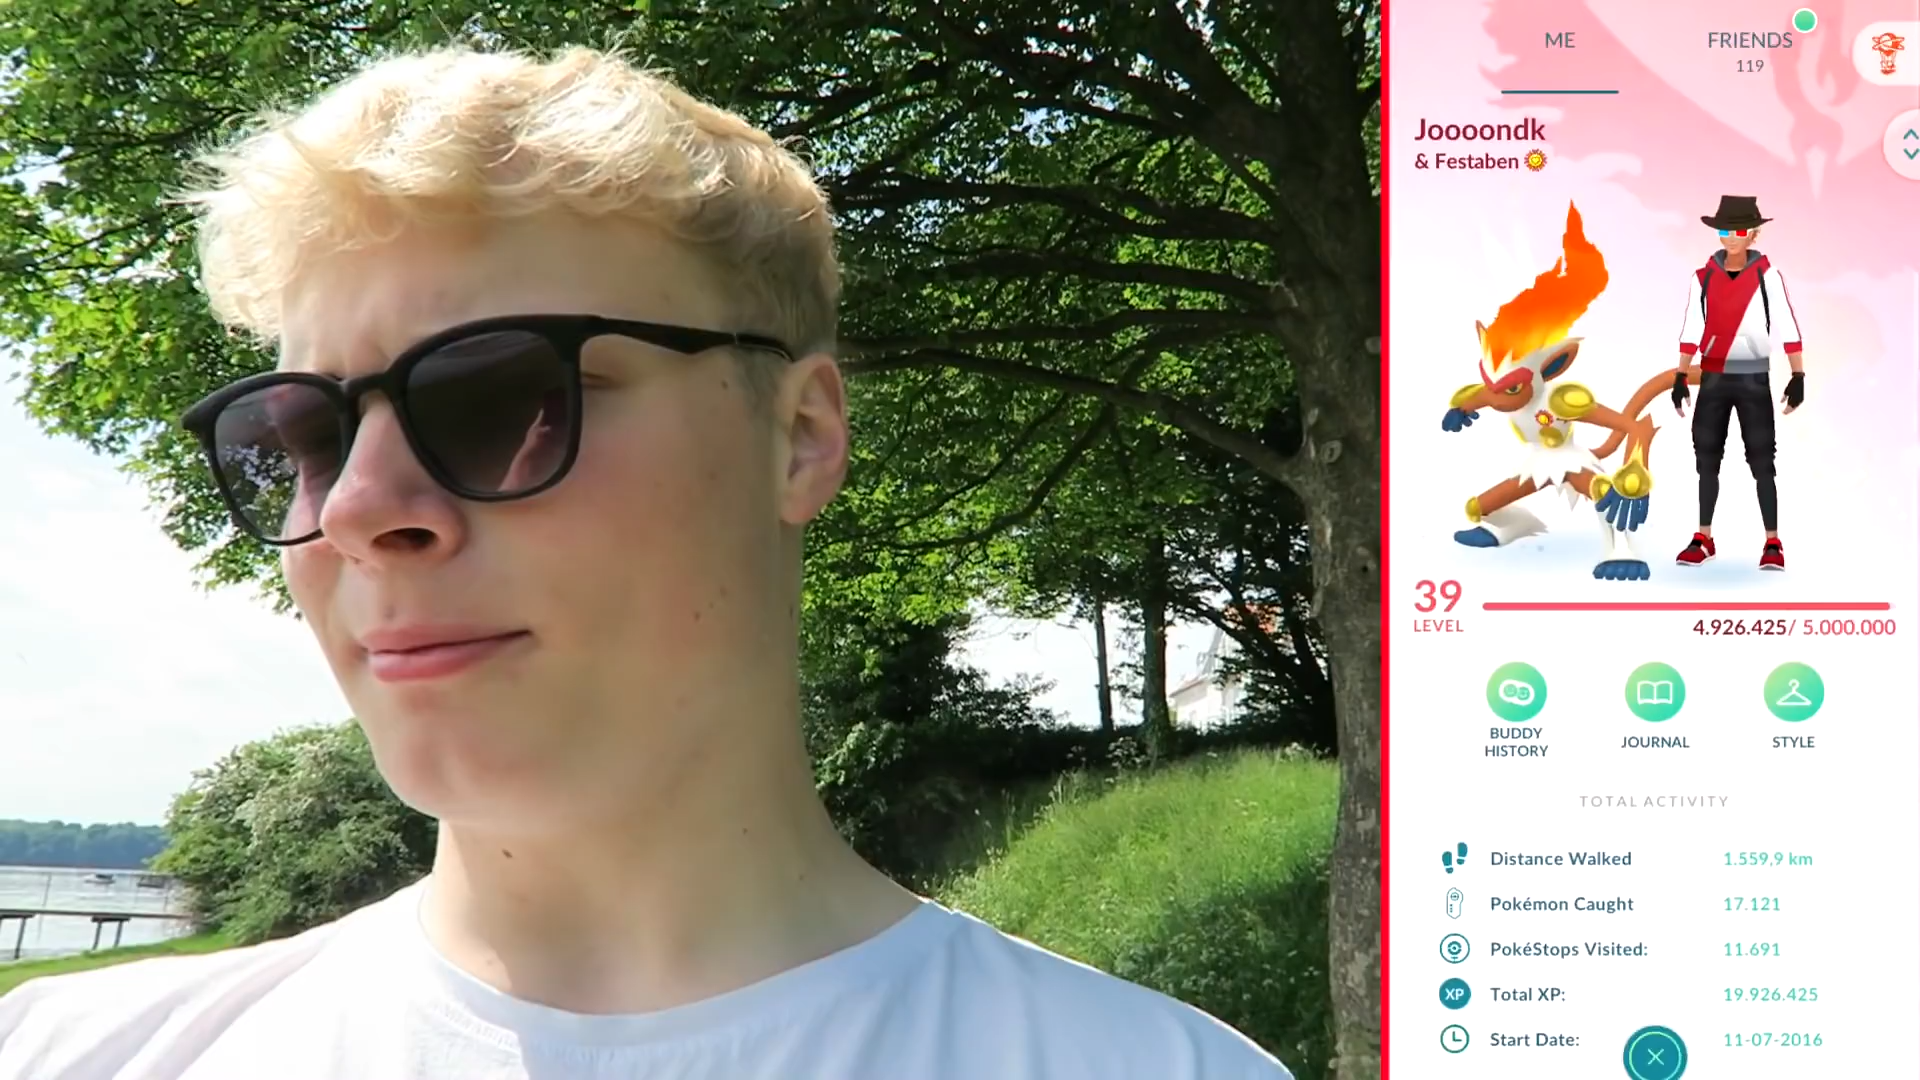 ME
FRIENDS
119
Joooondk
& Festaben
39
LEVEL
4.926.425/ 5.000.000
BUDDY
HISTORY
JOURNAL
STYLE
TOTAL ACTIVITY
Distance Walked 1.559,9 km
Pokémon Caught 17.121
PokéStops Visited: 11.691
XP Total XP: 19.926.425
Start Date: 11-07-2016